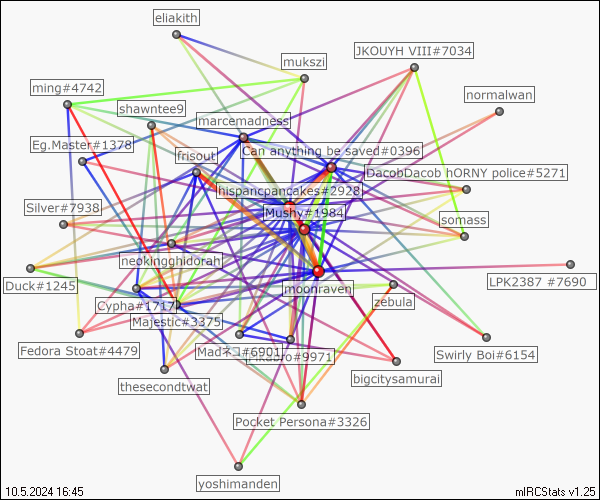 eliakith
mukszi
JKOUYH VIII#7034
ming#4742
normalwan
shawntee9
marcemadness
Eg.Master#1378
Can anything be saved#0396
frisout
DacobDacob hORNY police#5271
hispancpancakes#2928
Silver#7938
Mushy#1984
somass
neokingghidorah
Duck#1245
moonraven
LPK2387 #7690
zebula
Cypha#1717
Majestic#3375
Fedora Stoat#4479
Madネコ#6901
#9971
Swirly Boi#6154
thesecondtwat
bigcitysamurai
Pocket Persona#3326
yoshimanden
10.5.2024 16:45
mIRCStats v1.25